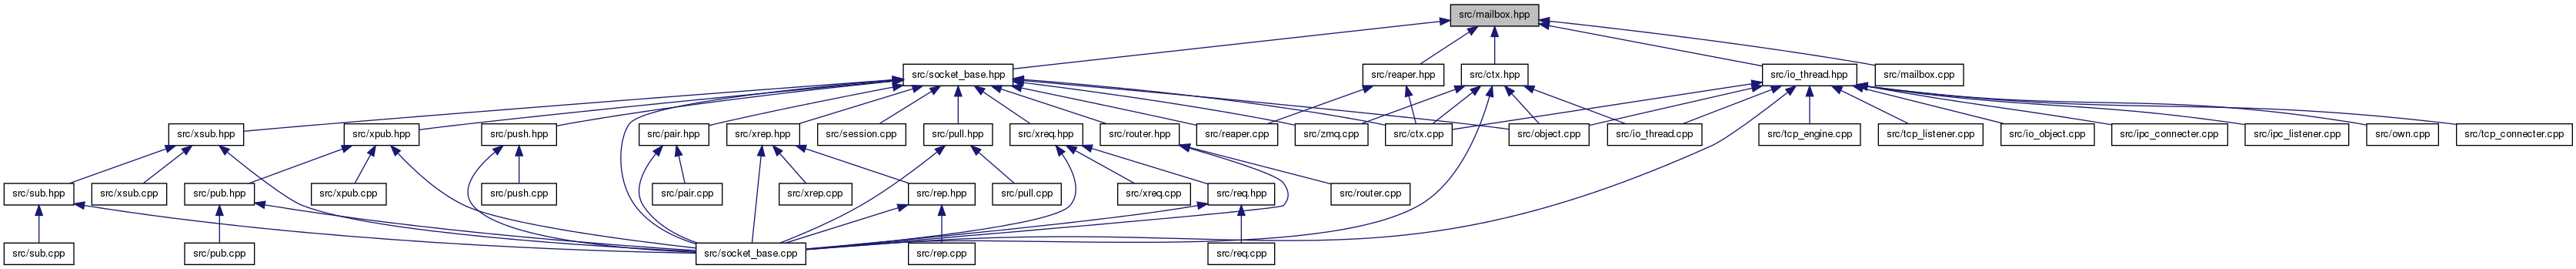 src/mailbox.hpp
src/socket_base.hpp
src/reaper.hpp
src/ctx.hpp
src/io_thread.hpp
src/mailbox.cpp
src/xsub.hpp
src/xpub.hpp
src/push.hpp
src/pair.hpp
src/xrep.hpp
src/session.cpp
src/pull.hpp
src/xreq.hpp
src/router.hpp
src/reaper.cpp
src/zmq.cpp
src/ctx.cpp
src/object.cpp
src/io_thread.cpp
src/tcp_engine.cpp
src/tcp_listener.cpp
src/io_object.cpp
src/ipc_connecter.cpp
src/ipc_listener.cpp
src/own.cpp
src/tcp_connecter.cpp
src/sub.hpp
src/xsub.cpp
src/pub.hpp
src/xpub.cpp
src/push.cpp
src/pair.cpp
src/xrep.cpp
src/rep.hpp
src/pull.cpp
src/xreq.cpp
src/req.hpp
src/router.cpp
src/sub.cpp
src/pub.cpp
src/socket_base.cpp
src/rep.cpp
src/req.cpp